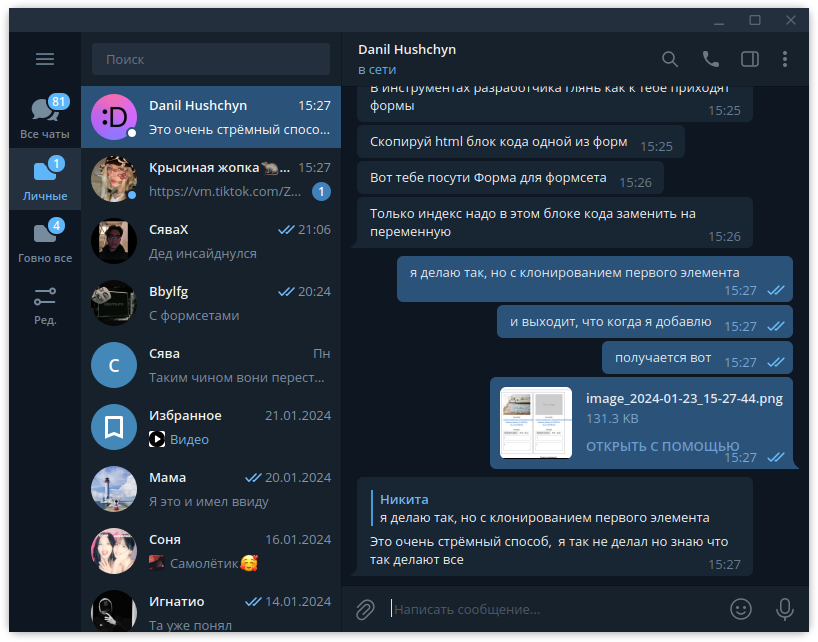 81
Все чаты
1
Личные
4
Говно все
Ред.
Поиск
Danil Hushchyn 15:27
Это очень стрёмный спосо...
Крысиная жопка🐀... 15:27
https://vm.tiktok.com/Z... 1
СяваX 21:06
Дед инсайднулся
Bbylfg 20:24
С формсетами
С
Сява Пн
Таким чином вони перест...
Избранное 21.01.2024
Видео
Мама 20.01.2024
Я это и имел ввиду
Соня 16.01.2024
Самолётик🥰
Игнатио 14.01.2024
Та уже понял
:D
Danil Hushchyn
в сети
В инструментах разработчика глянь как к тебе приходят
формы 15:25
Скопируй html блок кода одной из форм 15:25
Вот тебе посути Форма для формсета 15:26
Только индекс надо в этом блоке кода заменить на
переменную 15:26
я делаю так, но с клонированием первого элемента
15:27
и выходит, что когда я добавлю 15:27
получается вот 15:27
image_2024-01-23_15-27-44.png
131.3 KB
ОТКРЫТЬ С ПОМОЩЬЮ
15:27
Никита
я делаю так, но с клонированием первого элемента
Это очень стрёмный способ, я так не делал но знаю что
так делают все 15:27
Написать сообщение...